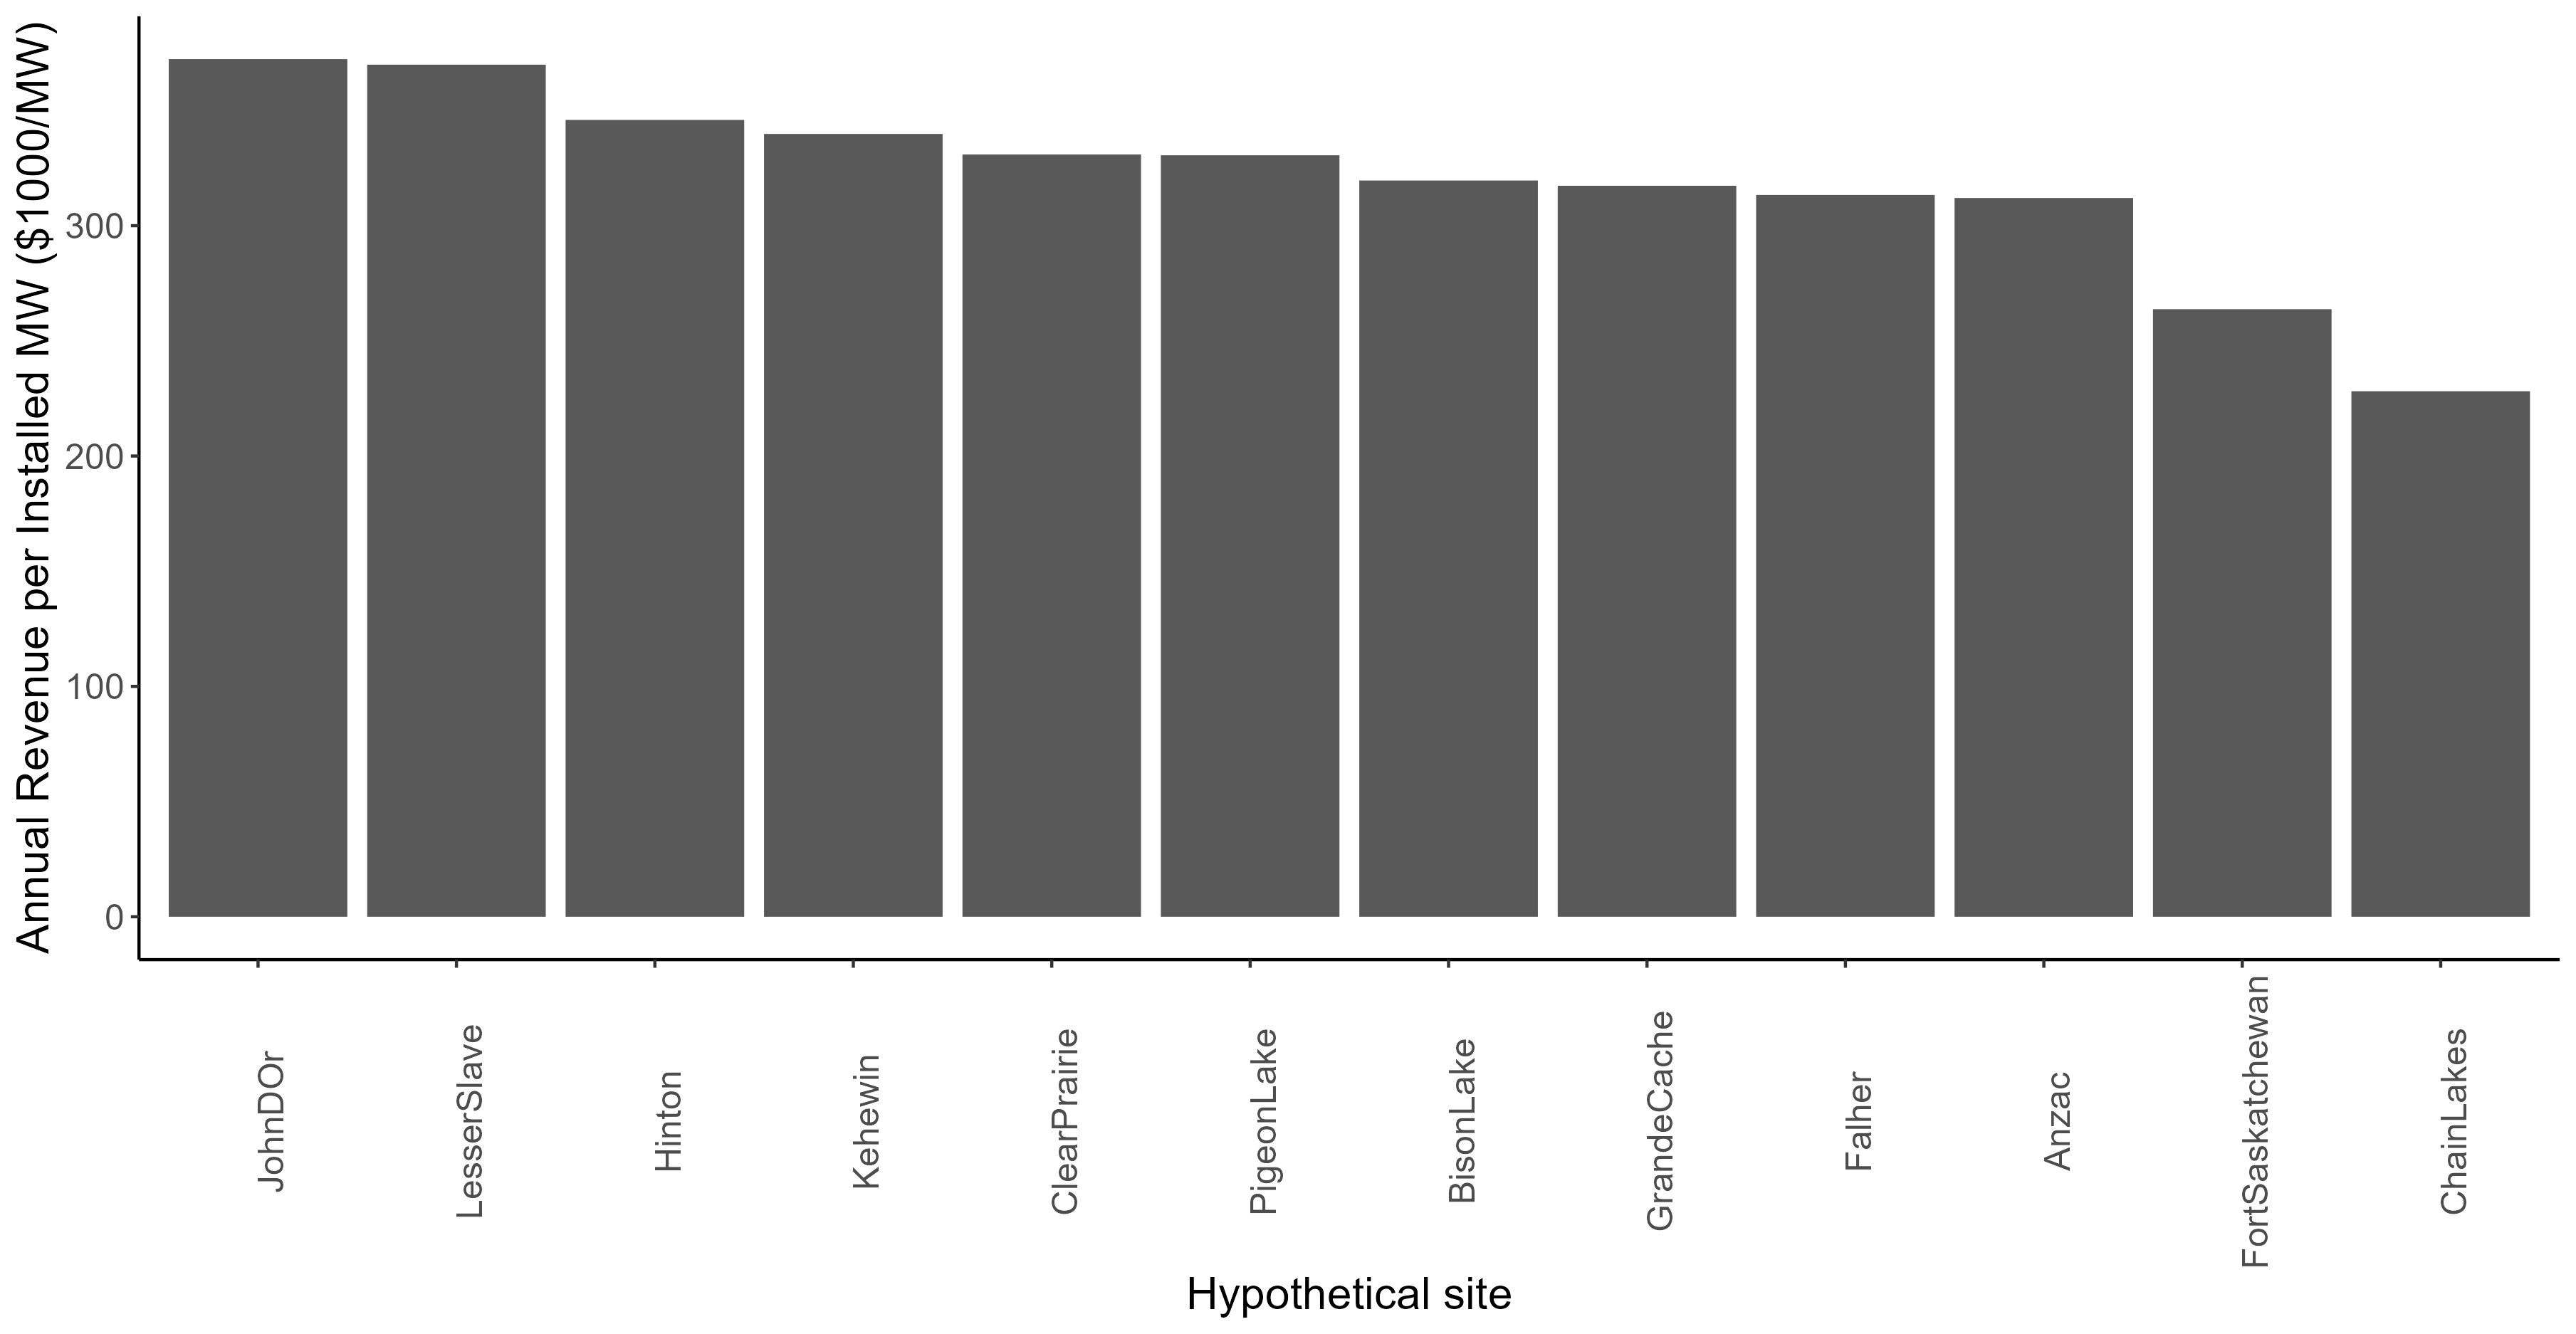 Annual Revenue per Installed MW ($1000/MW)
300
200
100
0
JohnDOr
LesserSlave
Hinton
Kehewin
ClearPrairie
PigeonLake
BisonLake
GrandeCache
Falher
Anzac
FortSaskatchewan
ChainLakes
Hypothetical site